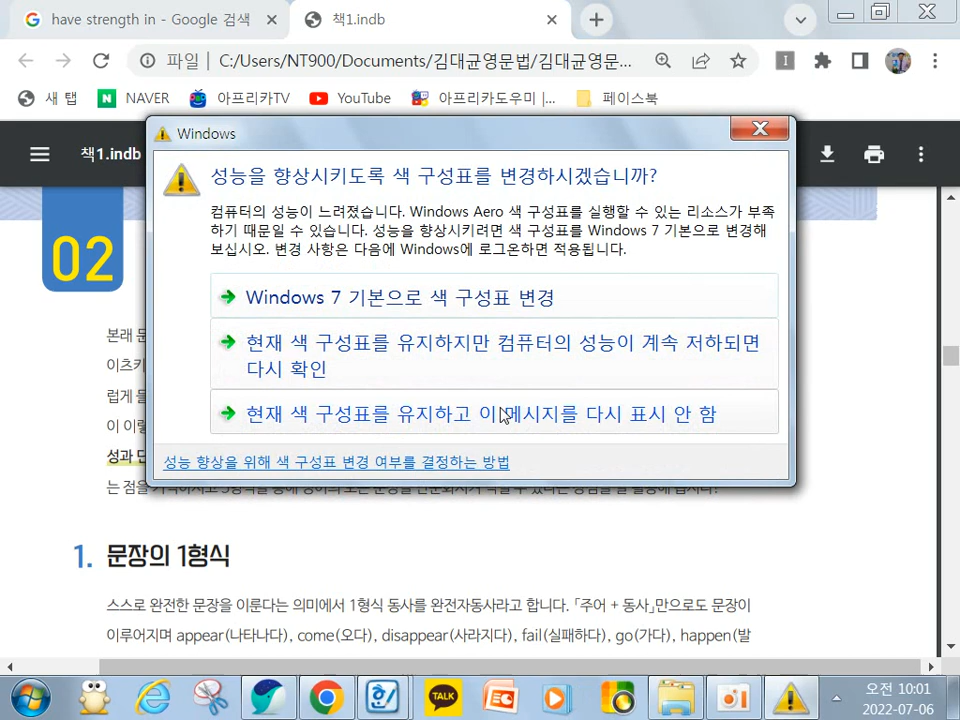 have strength in - Google 검색
책1.indb
파일 | C:/Users/NT900/Documents/김대균영문법/김대균영문...
새 탭
NAVER
아프리카TV
YouTube
아프리카도우미 |...
페이스북
책1.indb
Windows
성능을 향상시키도록 색 구성표를 변경하시겠습니까?
컴퓨터의 성능이 느려졌습니다. Windows Aero 색 구성표를 실행할 수 있는 리소스가 부족
하기 때문일 수 있습니다. 성능을 향상시키려면 색 구성표를 Windows 7 기본으로 변경해
보십시오. 변경 사항은 다음에 Windows에 로그온하면 적용됩니다.
Windows 7 기본으로 색 구성표 변경
현재 색 구성표를 유지하지만 컴퓨터의 성능이 계속 저하되면
다시 확인
현재 색 구성표를 유지하고 이 메시지를 다시 표시 안 함
성능 향상을 위해 색 구성표 변경 여부를 결정하는 방법
02
본래
이츠키
럽게
이
성과
는 점을
1. 문장의 1형식
스스로 완전한 문장을 이룬다는 의미에서 1형식 동사를 완전자동사라고 합니다. 「주어 + 동사」만으로도 문장이
이루어지며 appear(나타나다), come(오다), disappear(사라지다), fail(실패하다), go(가다), happen(발
TALK
오전 10:01
2022-07-06